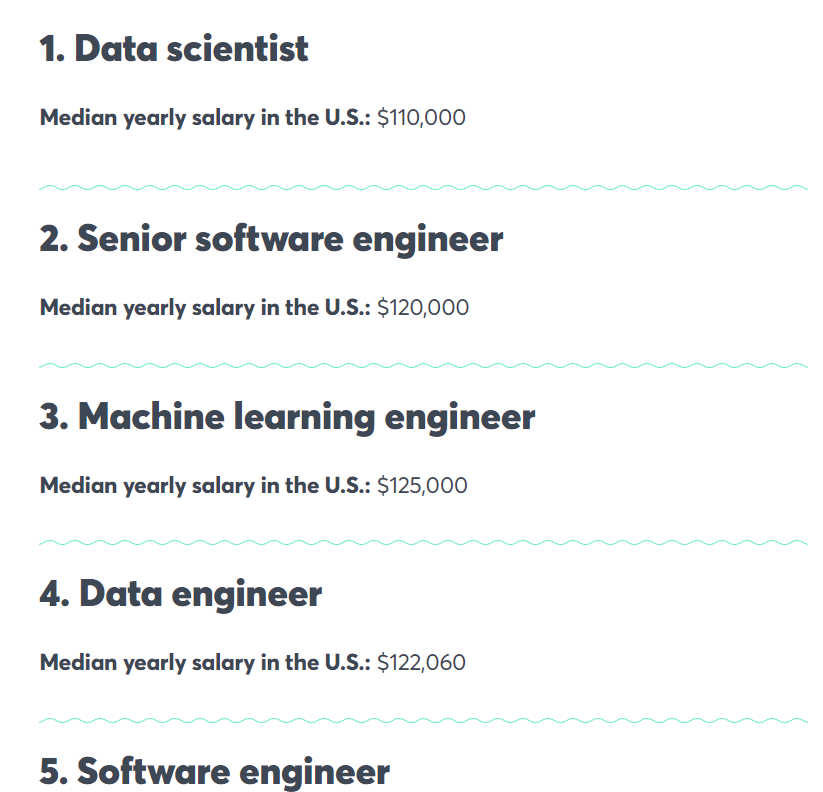 1. Data scientist
Median yearly salary in the U.S.: $110,000
2. Senior software engineer
Median yearly salary in the U.S.: $120,000
3. Machine learning engineer
Median yearly salary in the U.S.: $125,000
4. Data engineer
Median yearly salary in the U.S.: $122,060
5. Software engineer